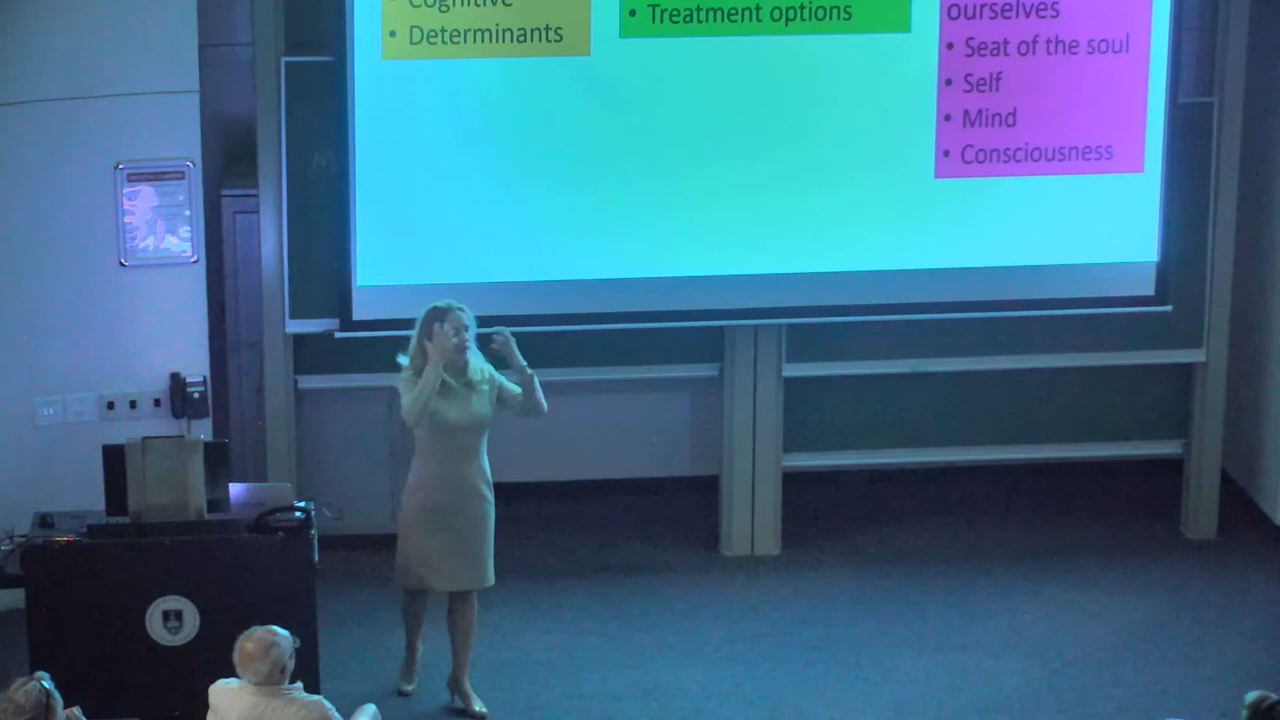 Cognitive
• Determinants
• Treatment options
ourselves
• Seat of the soul
• Self
• Mind
• Consciousness